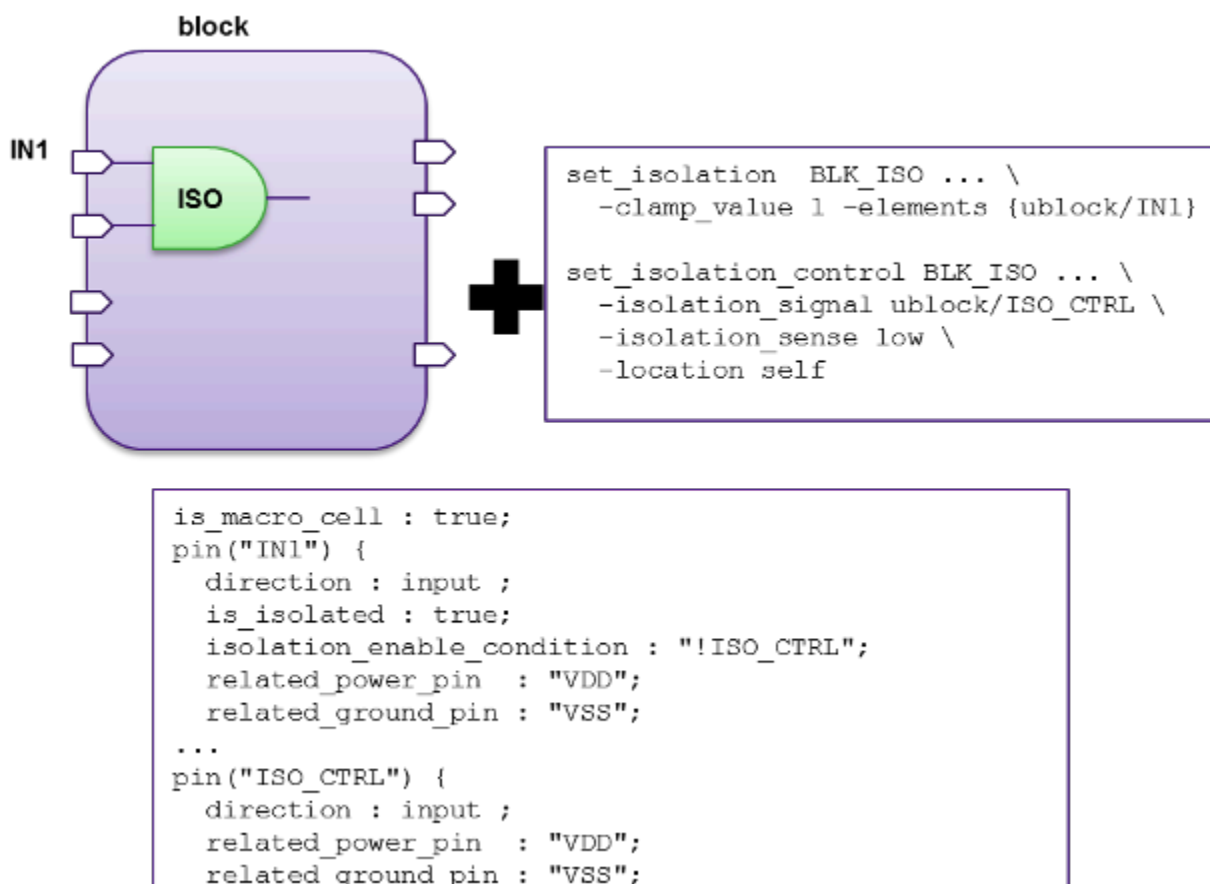 block
IN1
ISO
set_isolation  BLK_ISO ... \
  -clamp_value 1 -elements {ublock/IN1}
set_isolation_control BLK_ISO ... \
  -isolation_signal ublock/ISO_CTRL \
  -isolation_sense low \
  -location self
is_macro_cell : true;
pin("IN1") {
  direction : input ;
  is_isolated : true;
  isolation_enable_condition : "!ISO_CTRL";
  related_power_pin  : "VDD";
  related_ground_pin : "VSS";
...
pin("ISO_CTRL") {
  direction : input ;
  related_power_pin  : "VDD";
  related_ground_pin : "VSS";